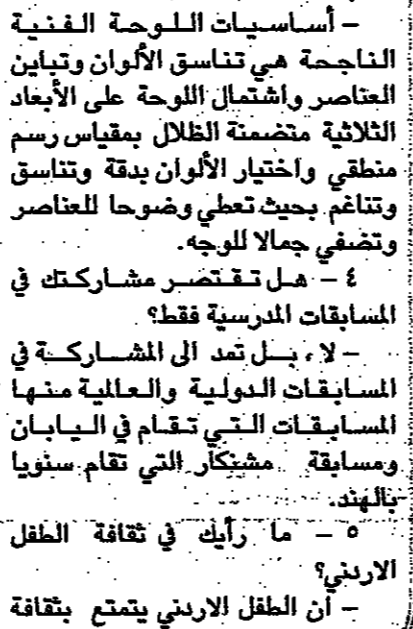 – أساسيات اللوحة الفنية
الناجحة هي تناسق الألوان وتباين
العناصر واشتمال اللوحة على الأبعاد
الثلاثية متضمنة الظلال بمقياس رسم
منطقي واختيار الألوان بدقة وتناسق
وتناغم بحيث تعطي وضوحا للعناصر
وتضفي جمالا للوجه.
٤ – هل تقتصر مشاركتك في
المسابقات المدرسية فقط؟
– لا، بل تمد الى المشاركة في
المسابقات الدولية والعالمية منها
المسابقات التي تقام في اليابان
ومسابقة مشنكار التي تقام سنويا
بالهند.
٥ – ما رأيك في ثقافة الطفل
الاردني؟
– أن الطفل الاردني يتمتع بثقافة